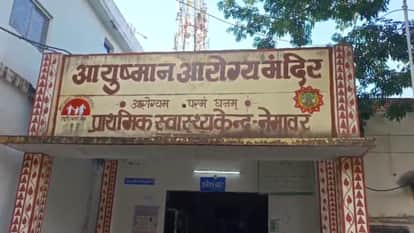 आयुष्मान आरोग्य मंदिर
आरोग्यम परमं धनम्
प्राथमिक स्वास्थ्य केन्द्र-नेमावर